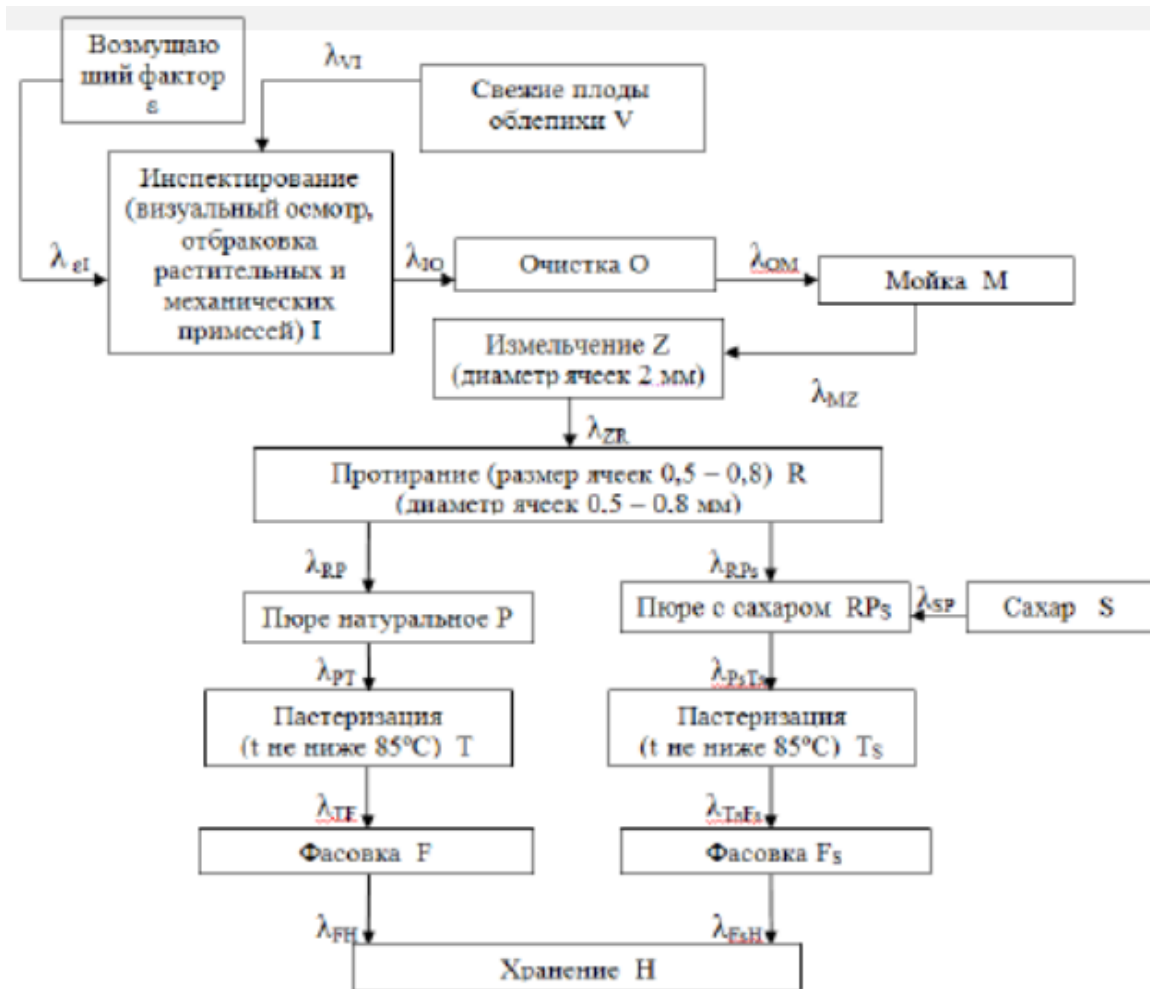 Возмущаю
щий фактор
ε
λVI
Свежие плоды
облепихи V
Инспектирование
(визуальный осмотр,
отбраковка
растительных и
механических
примесей) I
λεI
λIO
Очистка O
λOM
Мойка M
Измельчение Z
(диаметр ячеек 2 мм)
λMZ
λZR
Протирание (размер ячеек 0,5 – 0,8) R
(диаметр ячеек 0.5 – 0.8 мм)
λRP
λRPs
Пюре натуральное P
Пюре с сахаром RPS
λSP
Сахар S
λPT
λPsTs
Пастеризация
(t не ниже 85ºC) T
Пастеризация
(t не ниже 85ºC) TS
λTF
λTsFs
Фасовка F
Фасовка FS
λFH
λFsH
Хранение H